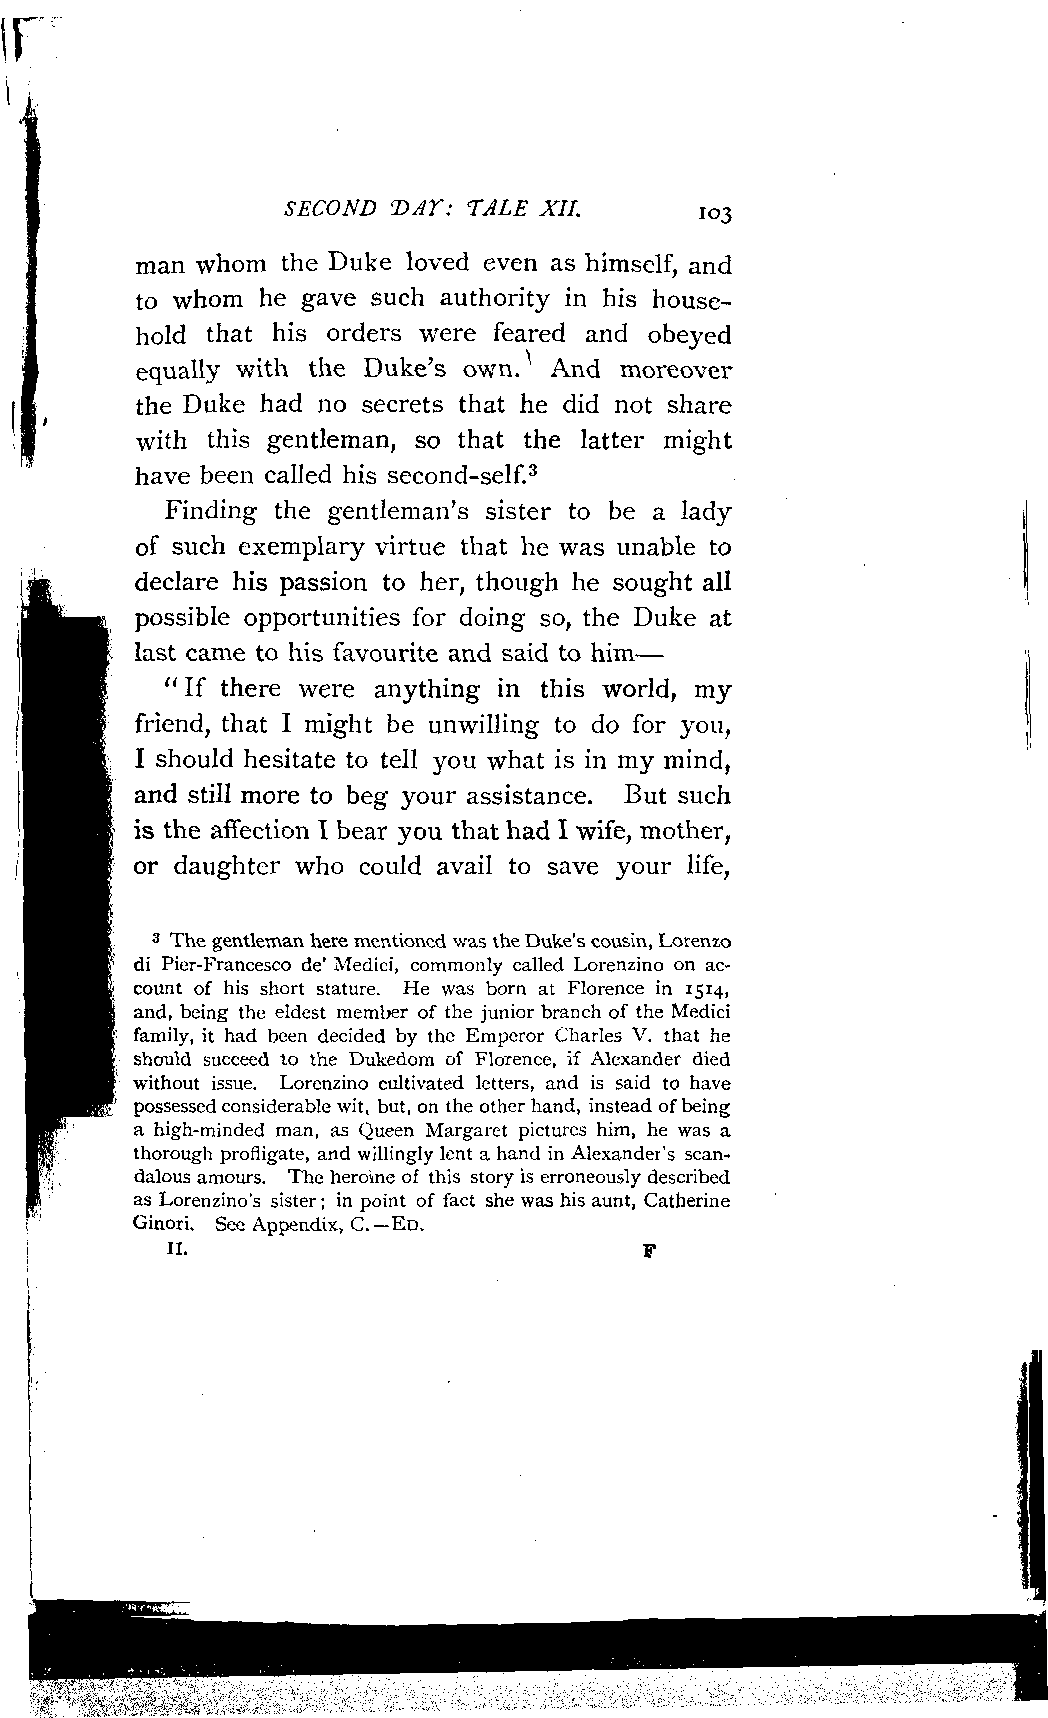 SECOND DAY: TALE XII. 103
man whom the Duke loved even as himself, and
to whom he gave such authority in his house-
hold that his orders were feared and obeyed
equally with the Duke's own. And moreover
the Duke had no secrets that he did not share
with this gentleman, so that the latter might
have been called his second-self.³
Finding the gentleman's sister to be a lady
of such exemplary virtue that he was unable to
declare his passion to her, though he sought all
possible opportunities for doing so, the Duke at
last came to his favourite and said to him—
"If there were anything in this world, my
friend, that I might be unwilling to do for you,
I should hesitate to tell you what is in my mind,
and still more to beg your assistance. But such
is the affection I bear you that had I wife, mother,
or daughter who could avail to save your life,
³ The gentleman here mentioned was the Duke's cousin, Lorenzo
di Pier-Francesco de' Medici, commonly called Lorenzino on ac-
count of his short stature. He was born at Florence in 1514,
and, being the eldest member of the junior branch of the Medici
family, it had been decided by the Emperor Charles V. that he
should succeed to the Dukedom of Florence, if Alexander died
without issue. Lorenzino cultivated letters, and is said to have
possessed considerable wit, but, on the other hand, instead of being
a high-minded man, as Queen Margaret pictures him, he was a
thorough profligate, and willingly lent a hand in Alexander's scan-
dalous amours. The heroine of this story is erroneously described
as Lorenzino's sister; in point of fact she was his aunt, Catherine
Ginori. See Appendix, C.—ED.
II. F